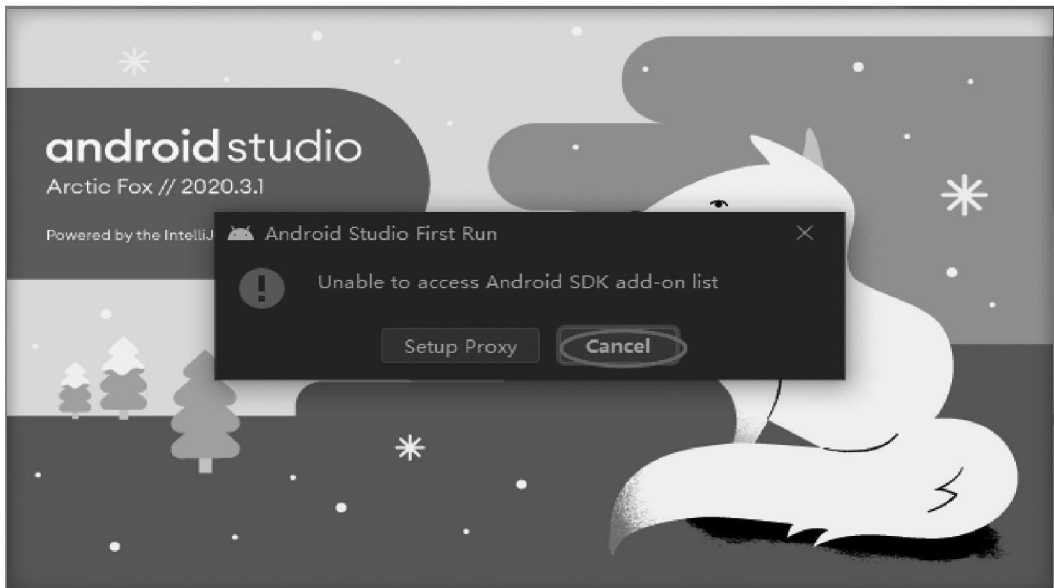 android studio
Arctic Fox // 2020.3.1
Powered by the IntelliJ
Android Studio First Run
Unable to access Android SDK add-on list
Setup Proxy
Cancel